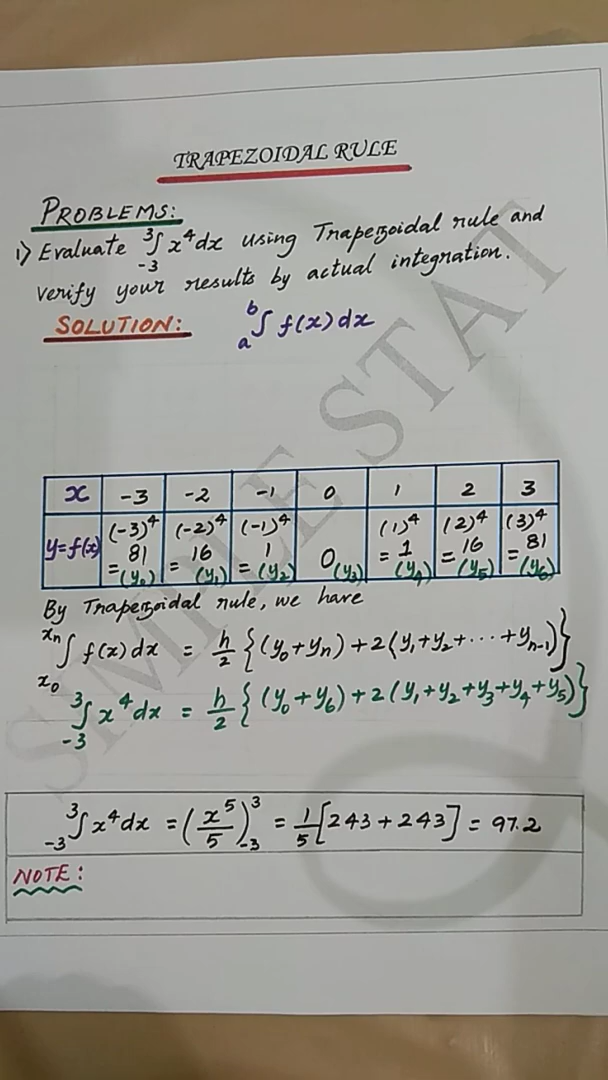 TRAPEZOIDAL RULE
PROBLEMS:
1) Evaluate ³∫₋₃ x⁴dx using Trapezoidal rule and
verify your results by actual integration.
SOLUTION: ᵇ∫ₐ f(x)dx
x -3 -2 -1 0 1 2 3
y=f(x) (-3)⁴ 81 =(y₀) (-2)⁴ 16 = (y₁) (-1)⁴ 1 = (y₂) 0(y₃) (1)⁴ = 1 (y₄) (2)⁴ = 16 (y₅) (3)⁴ = 81 (y₆)
By Trapezoidal rule, we have
ˣⁿ∫ₓ₀ f(x)dx = h/2 {(y₀+yₙ)+2(y₁+y₂+···+yₙ₋₁)}
³∫₋₃ x⁴dx = h/2 {(y₀+y₆)+2(y₁+y₂+y₃+y₄+y₅)}
³∫₋₃ x⁴dx = (x⁵/5)³₋₃ = 1/5[243+243] = 97.2
NOTE:
SIMPLE STAT